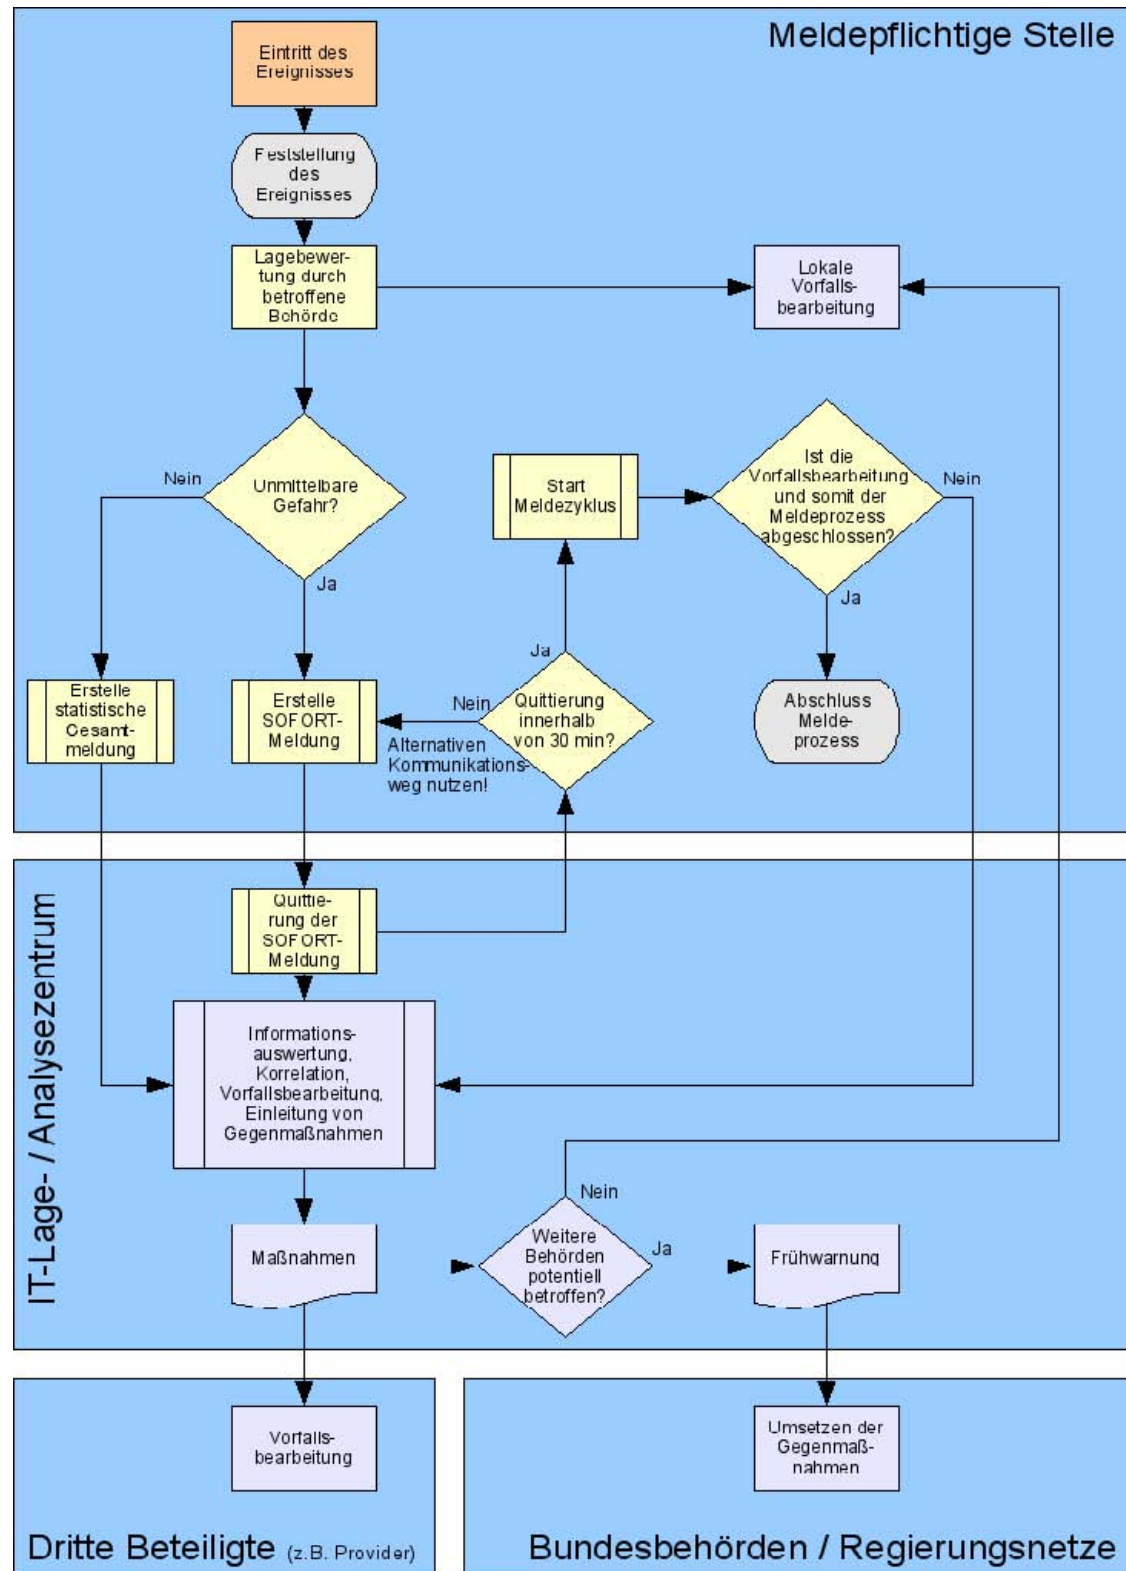 Meldepflichtige Stelle
Eintritt des
Ereignisses
Feststellung
des
Ereignisses
Lagebewer-
tung durch
betroffene
Behörde
Lokale
Vorfalls-
bearbeitung
Nein
Unmittelbare
Gefahr?
Ja
Start
Meldezyklus
Ist die
Vorfallsbearbeitung
und somit der
Meldeprozess
abgeschlossen?
Nein
Ja
Erstelle
statistische
Gesamt-
meldung
Erstelle
SOFORT-
Meldung
Nein
Ja
Quittierung
innerhalb
von 30 min?
Alternativen
Kommunikations-
weg nutzen!
Abschluss
Melde-
prozess
IT-Lage- / Analysezentrum
Quittie-
rung der
SOFORT-
Meldung
Informations-
auswertung,
Korrelation,
Vorfallsbearbeitung,
Einleitung von
Gegenmaßnahmen
Maßnahmen
Nein
Weitere
Behörden
potentiell
betroffen?
Ja
Frühwarnung
Vorfalls-
bearbeitung
Dritte Beteiligte (z.B. Provider)
Umsetzen der
Gegenmaß-
nahmen
Bundesbehörden / Regierungsnetze